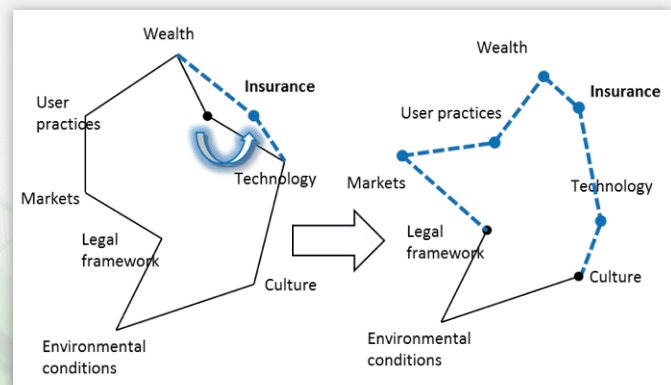 Wealth
Insurance
User
practices
Technology
Markets
Legal
framework
Culture
Environmental
conditions
Wealth
Insurance
User practices
Markets
Technology
Legal
framework
Culture
Environmental
conditions